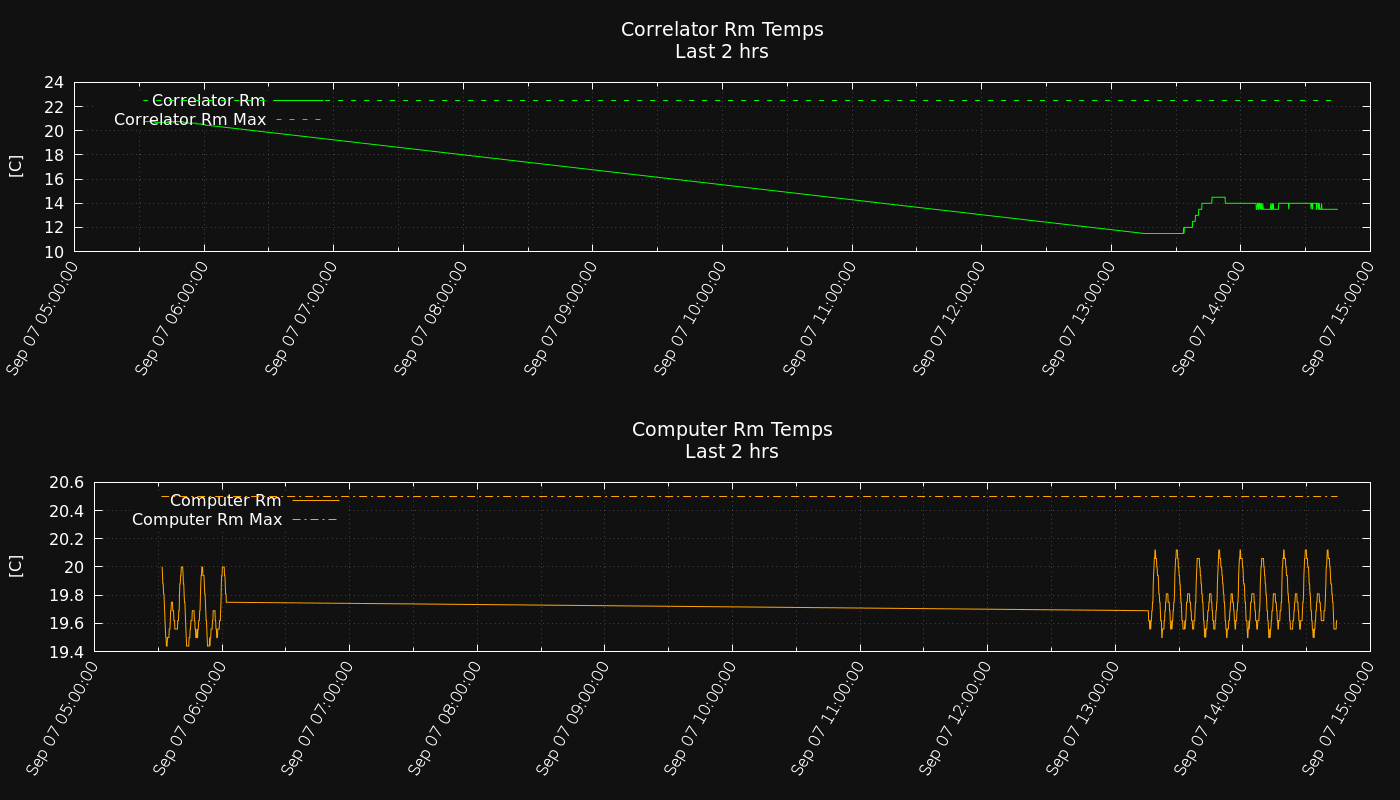 Correlator Rm Temps
Last 2 hrs
24
22
20
18
16
14
12
10
[C]
Correlator Rm
Correlator Rm Max
Sep 07 05:00:00
Sep 07 06:00:00
Sep 07 07:00:00
Sep 07 08:00:00
Sep 07 09:00:00
Sep 07 10:00:00
Sep 07 11:00:00
Sep 07 12:00:00
Sep 07 13:00:00
Sep 07 14:00:00
Sep 07 15:00:00
Computer Rm Temps
Last 2 hrs
20.6
20.4
20.2
20
19.8
19.6
19.4
[C]
Computer Rm
Computer Rm Max
Sep 07 05:00:00
Sep 07 06:00:00
Sep 07 07:00:00
Sep 07 08:00:00
Sep 07 09:00:00
Sep 07 10:00:00
Sep 07 11:00:00
Sep 07 12:00:00
Sep 07 13:00:00
Sep 07 14:00:00
Sep 07 15:00:00